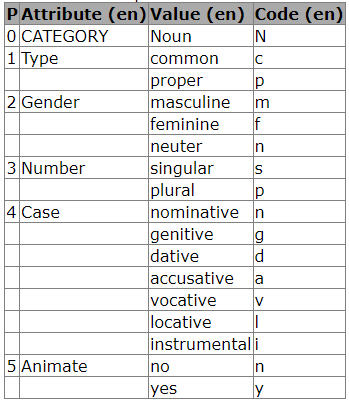 P Attribute (en) Value (en) Code (en)
0 CATEGORY Noun N
1 Type common c
proper p
2 Gender masculine m
feminine f
neuter n
3 Number singular s
plural p
4 Case nominative n
genitive g
dative d
accusative a
vocative v
locative l
instrumental i
5 Animate no n
yes y